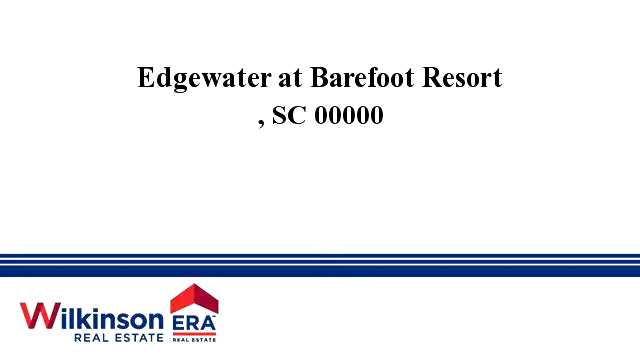 Edgewater at Barefoot Resort
, SC 00000
Wilkinson ERA
REAL ESTATE REAL ESTATE